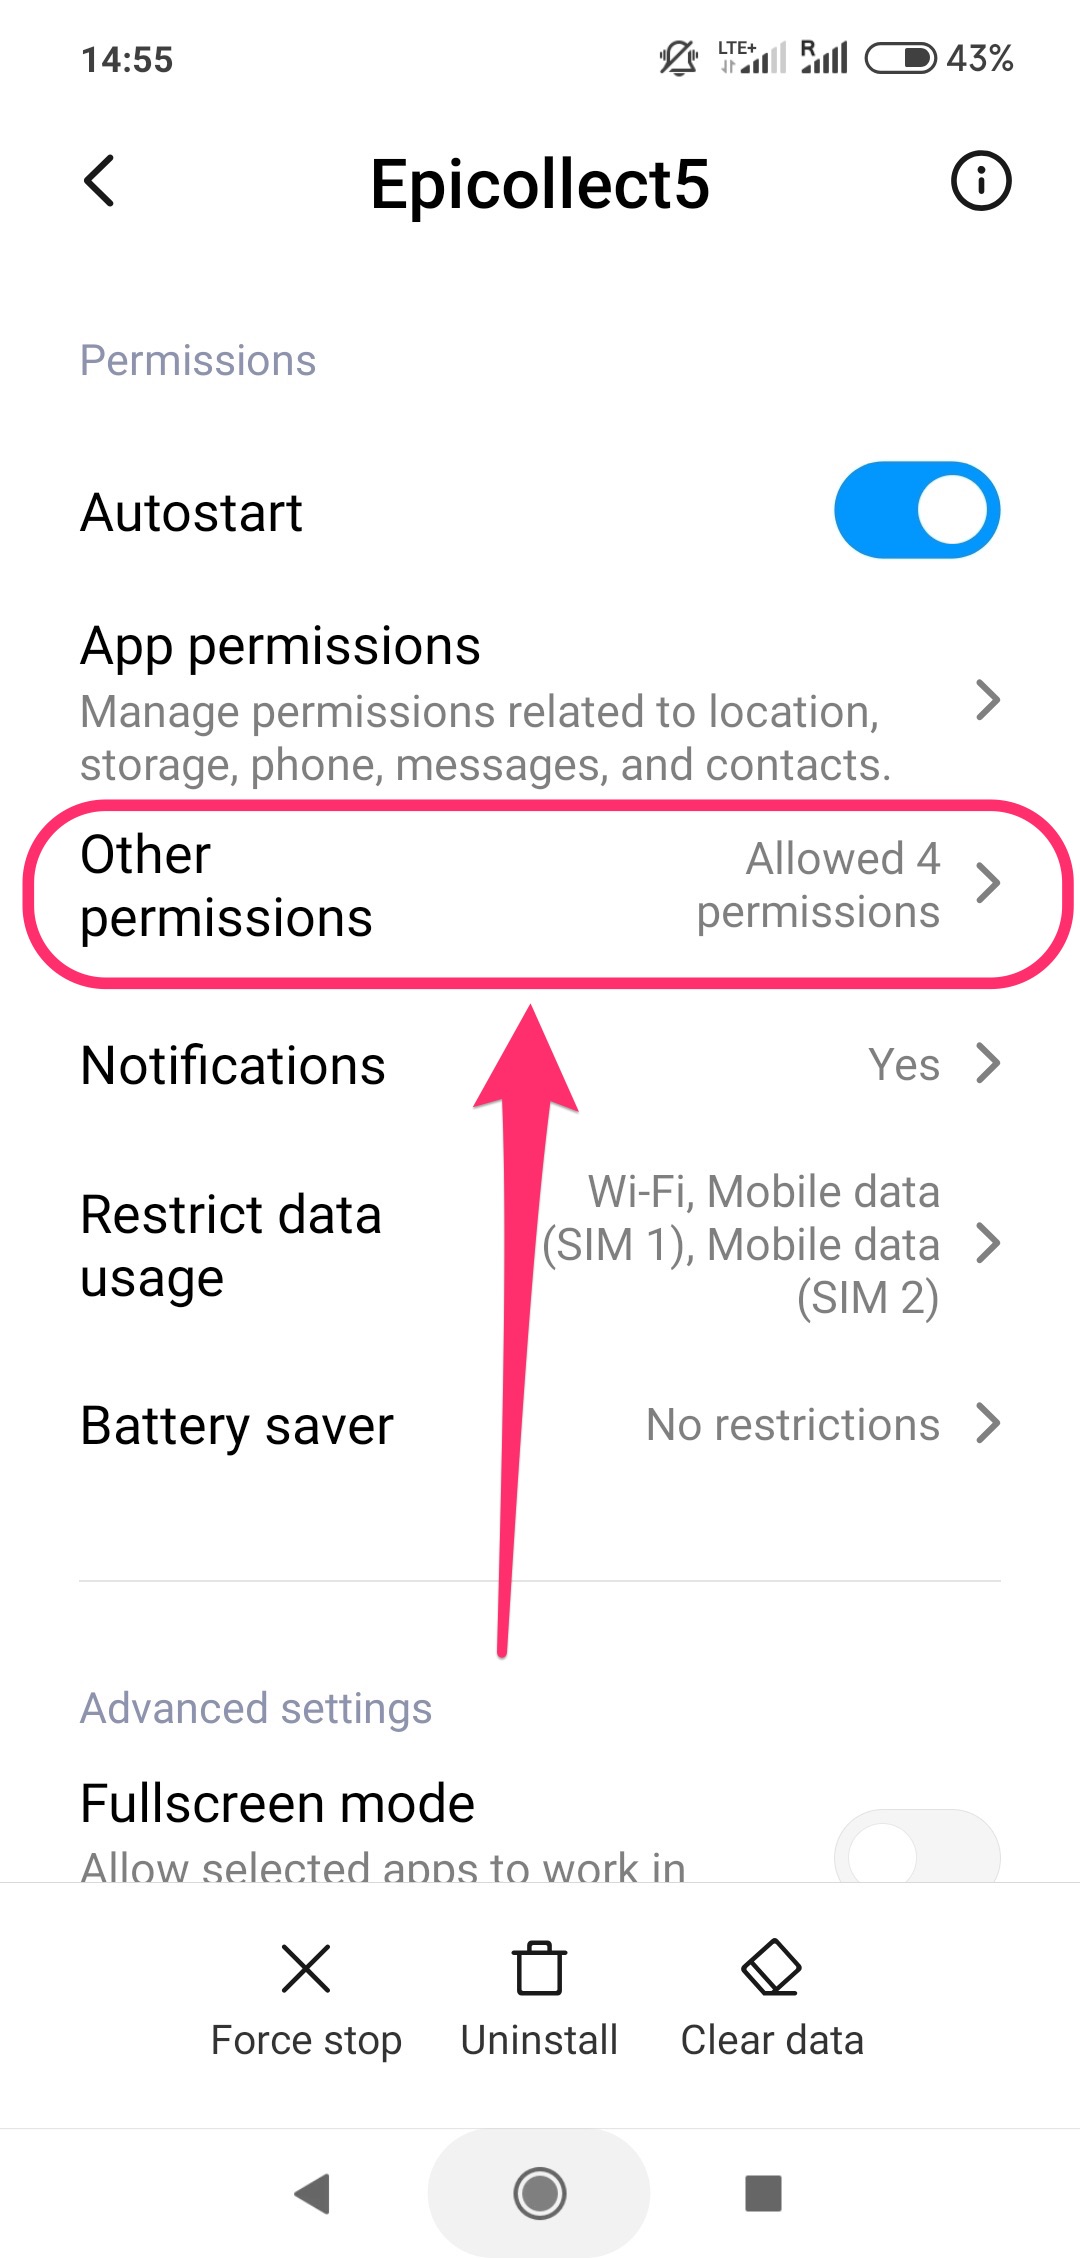 14:55 LTE+ R 43%
Epicollect5
Permissions
Autostart
App permissions
Manage permissions related to location,
storage, phone, messages, and contacts.
Other
permissions
Allowed 4
permissions
Notifications
Yes
Restrict data
usage
Wi-Fi, Mobile data
(SIM 1), Mobile data
(SIM 2)
Battery saver
No restrictions
Advanced settings
Fullscreen mode
Allow selected apps to work in
Force stop
Uninstall
Clear data